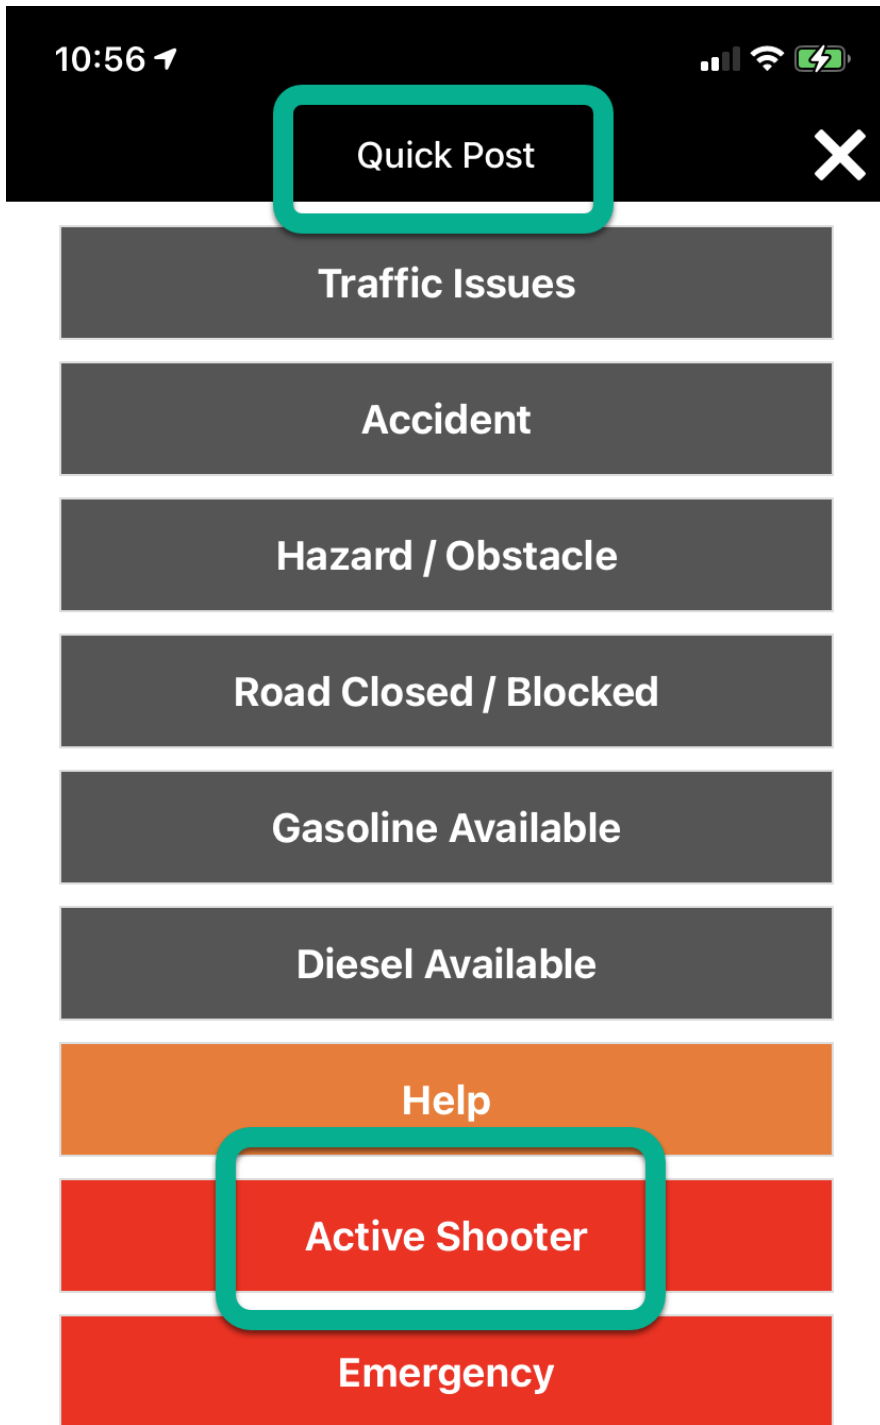 10:56
Quick Post
Traffic Issues
Accident
Hazard / Obstacle
Road Closed / Blocked
Gasoline Available
Diesel Available
Help
Active Shooter
Emergency